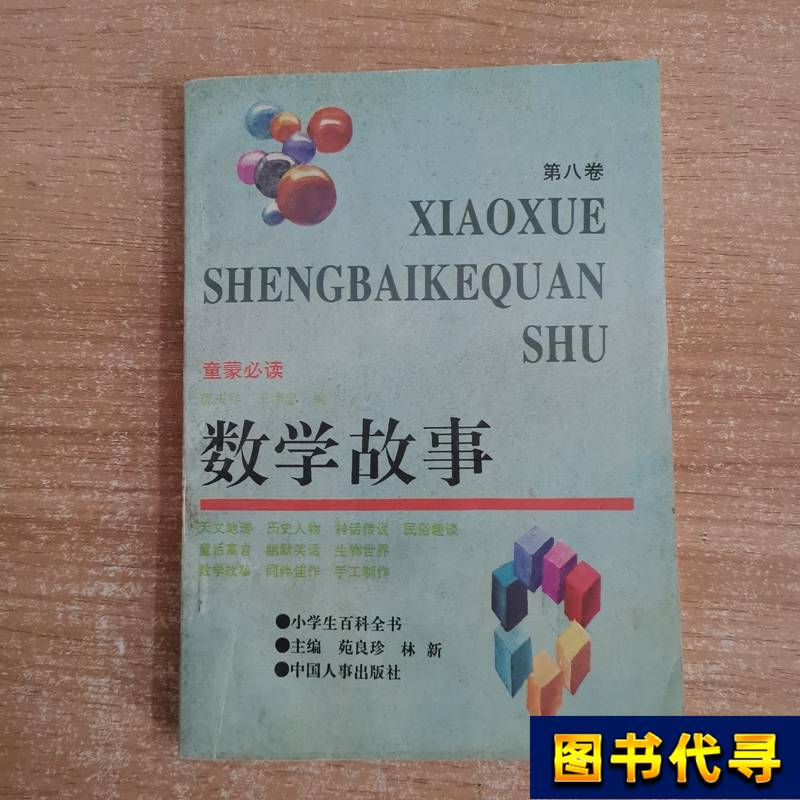 第八卷
XIAOXUE
SHENGBAIKEQUAN
SHU
童蒙必读
编
数学故事
天文地理 历史人物 神话传说 民俗趣谈
童话寓言 幽默笑话 生物世界
数学故事 同伴佳作 手工制作
●小学生百科全书
●主编 苑良珍 林新
●中国人事出版社
图书代寻